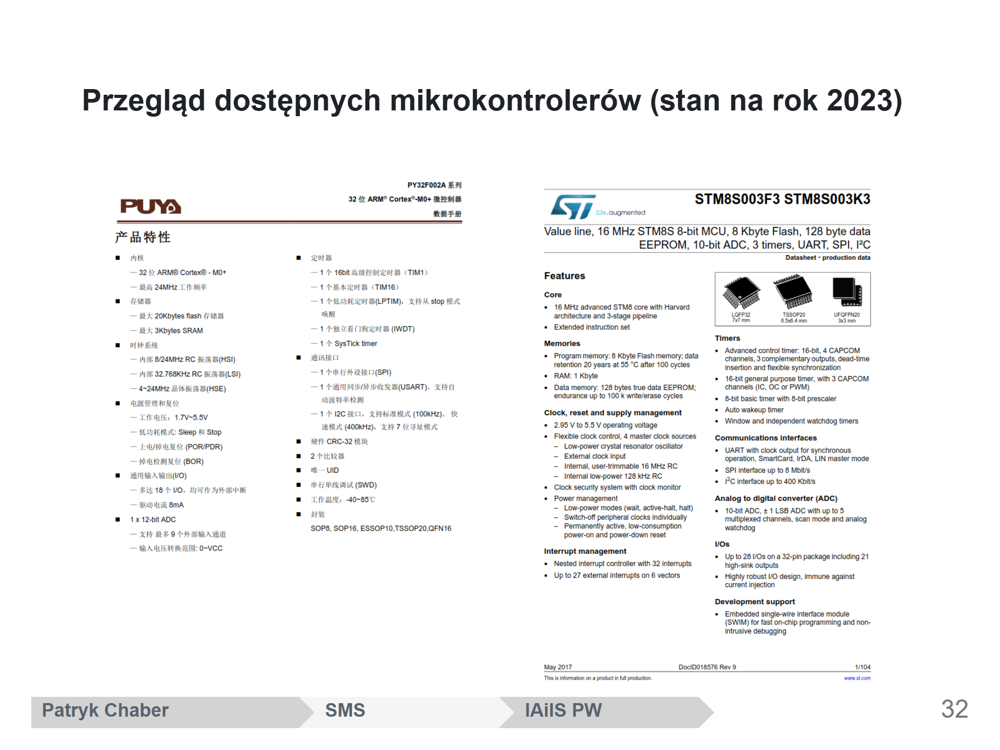 Przegląd dostępnych mikrokontrolerów (stan na rok 2023)
PY32F002A 系列
32 位 ARM® Cortex®-M0+ 微控制器
数据手册
PUYA
产品特性
■ 内核
— 32 位 ARM® Cortex® - M0+
— 最高 24MHz 工作频率
■ 存储器
— 最大 20Kbytes flash 存储器
— 最大 3Kbytes SRAM
■ 时钟系统
— 内部 8/24MHz RC 振荡器(HSI)
— 内部 32.768KHz RC 振荡器(LSI)
— 4~24MHz 晶体振荡器(HSE)
■ 电源管理和复位
— 工作电压：1.7V~5.5V
— 低功耗模式: Sleep 和 Stop
— 上电/掉电复位 (POR/PDR)
— 掉电检测复位 (BOR)
■ 通用输入输出(I/O)
— 多达 18 个 I/O，均可作为外部中断
— 驱动电流 8mA
■ 1 x 12-bit ADC
— 支持 最多 9 个外部输入通道
— 输入电压转换范围: 0~VCC
■ 定时器
— 1 个 16bit 高级控制定时器（TIM1）
— 1 个基本定时器（TIM16）
— 1 个低功耗定时器(LPTIM)，支持从 stop 模式
唤醒
— 1 个独立看门狗定时器 (IWDT)
— 1 个 SysTick timer
■ 通讯接口
— 1 个串行外设接口(SPI)
— 1 个通用同步/异步收发器(USART)，支持自
动波特率检测
— 1 个 I2C 接口，支持标准模式 (100kHz)、 快
速模式 (400kHz)，支持 7 位寻址模式
■ 硬件 CRC-32 模块
■ 2 个比较器
■ 唯一 UID
■ 串行单线调试 (SWD)
■ 工作温度：-40~85℃
■ 封装
SOP8, SOP16, ESSOP10,TSSOP20,QFN16
ST life.augmented
STM8S003F3 STM8S003K3
Value line, 16 MHz STM8S 8-bit MCU, 8 Kbyte Flash, 128 byte data
EEPROM, 10-bit ADC, 3 timers, UART, SPI, I²C
Datasheet - production data
Features
Core
• 16 MHz advanced STM8 core with Harvard
architecture and 3-stage pipeline
• Extended instruction set
Memories
• Program memory: 8 Kbyte Flash memory; data
retention 20 years at 55 °C after 100 cycles
• RAM: 1 Kbyte
• Data memory: 128 bytes true data EEPROM;
endurance up to 100 k write/erase cycles
Clock, reset and supply management
• 2.95 V to 5.5 V operating voltage
• Flexible clock control, 4 master clock sources
– Low-power crystal resonator oscillator
– External clock input
– Internal, user-trimmable 16 MHz RC
– Internal low-power 128 kHz RC
• Clock security system with clock monitor
• Power management
– Low-power modes (wait, active-halt, halt)
– Switch-off peripheral clocks individually
– Permanently active, low-consumption
power-on and power-down reset
Interrupt management
• Nested interrupt controller with 32 interrupts
• Up to 27 external interrupts on 6 vectors
LQFP32
7x7 mm
TSSOP20
6.5x6.4 mm
UFQFPN20
3x3 mm
Timers
• Advanced control timer: 16-bit, 4 CAPCOM
channels, 3 complementary outputs, dead-time
insertion and flexible synchronization
• 16-bit general purpose timer, with 3 CAPCOM
channels (IC, OC or PWM)
• 8-bit basic timer with 8-bit prescaler
• Auto wakeup timer
• Window and independent watchdog timers
Communications interfaces
• UART with clock output for synchronous
operation, SmartCard, IrDA, LIN master mode
• SPI interface up to 8 Mbit/s
• I²C interface up to 400 Kbit/s
Analog to digital converter (ADC)
• 10-bit ADC, ± 1 LSB ADC with up to 5
multiplexed channels, scan mode and analog
watchdog
I/Os
• Up to 28 I/Os on a 32-pin package including 21
high-sink outputs
• Highly robust I/O design, immune against
current injection
Development support
• Embedded single-wire interface module
(SWIM) for fast on-chip programming and non-
intrusive debugging
May 2017 DocID018576 Rev 9 1/104
This is information on a product in full production. www.st.com
Patryk Chaber SMS IAiIS PW 32